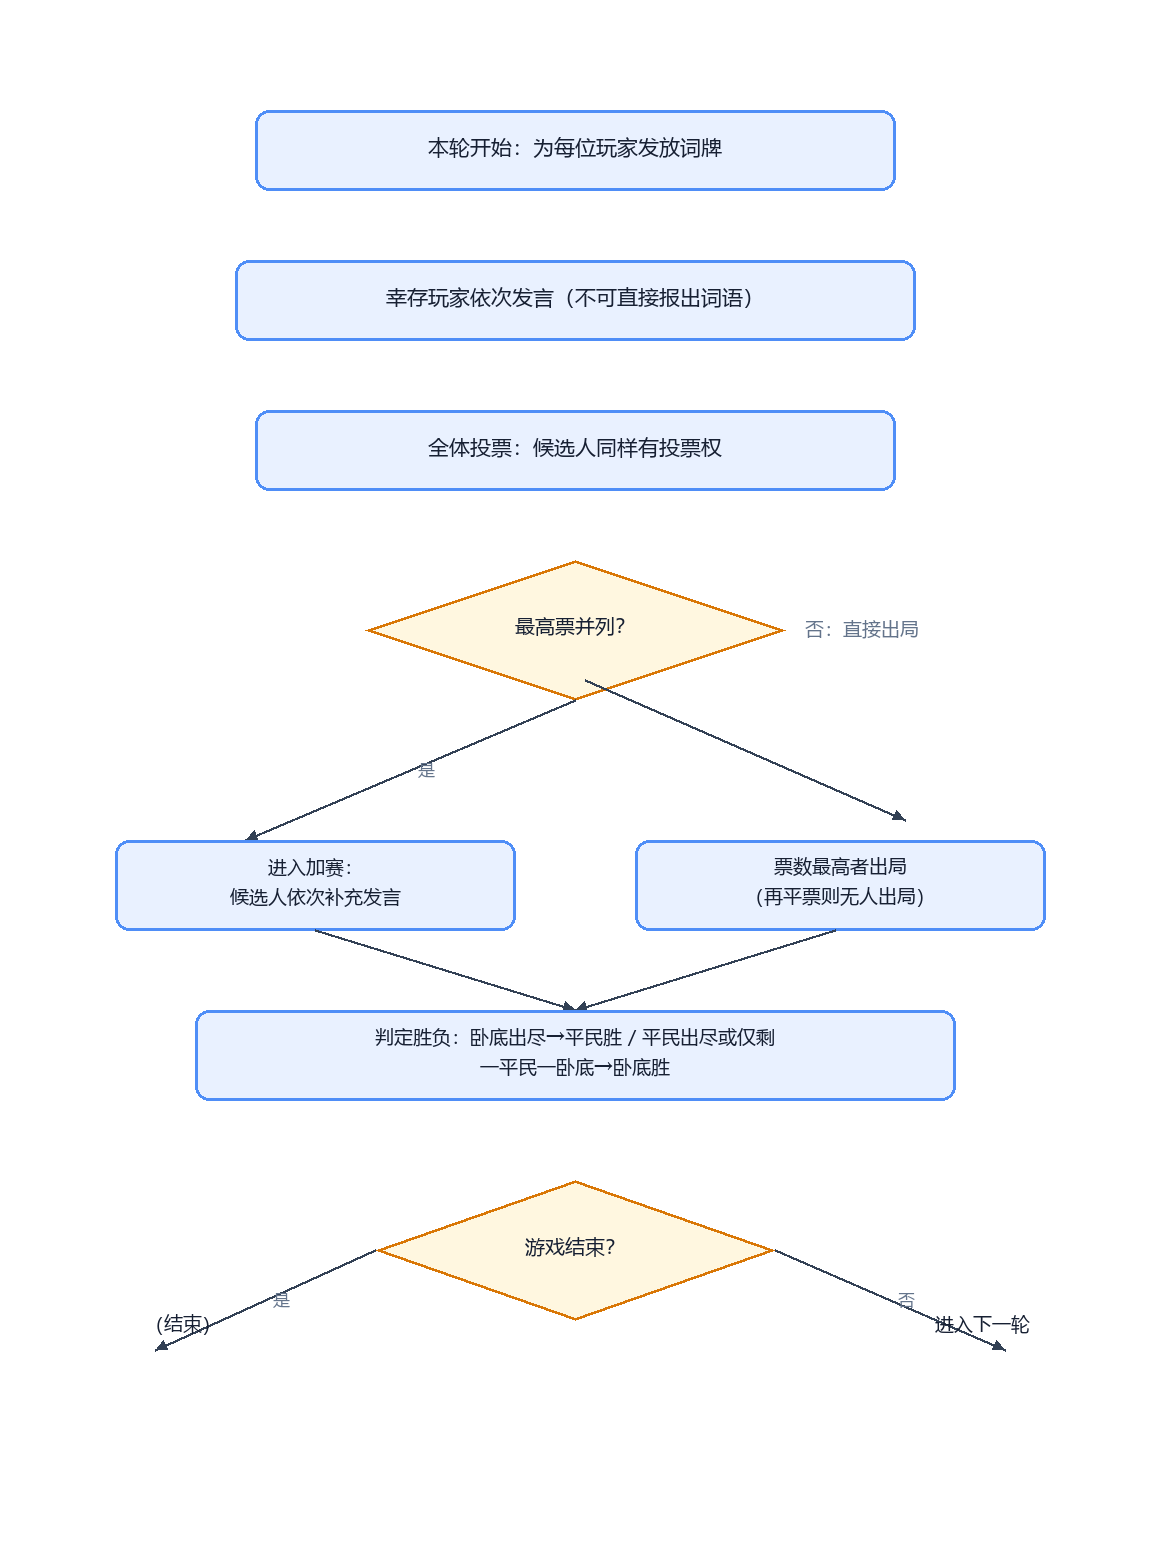 本轮开始：为每位玩家发放词牌
幸存玩家依次发言（不可直接报出词语）
全体投票：候选人同样有投票权
最高票并列？
否：直接出局
是
进入加赛：
候选人依次补充发言
票数最高者出局
（再平票则无人出局）
判定胜负：卧底出尽→平民胜 / 平民出尽或仅剩
一平民一卧底→卧底胜
游戏结束？
是
否
（结束）
进入下一轮